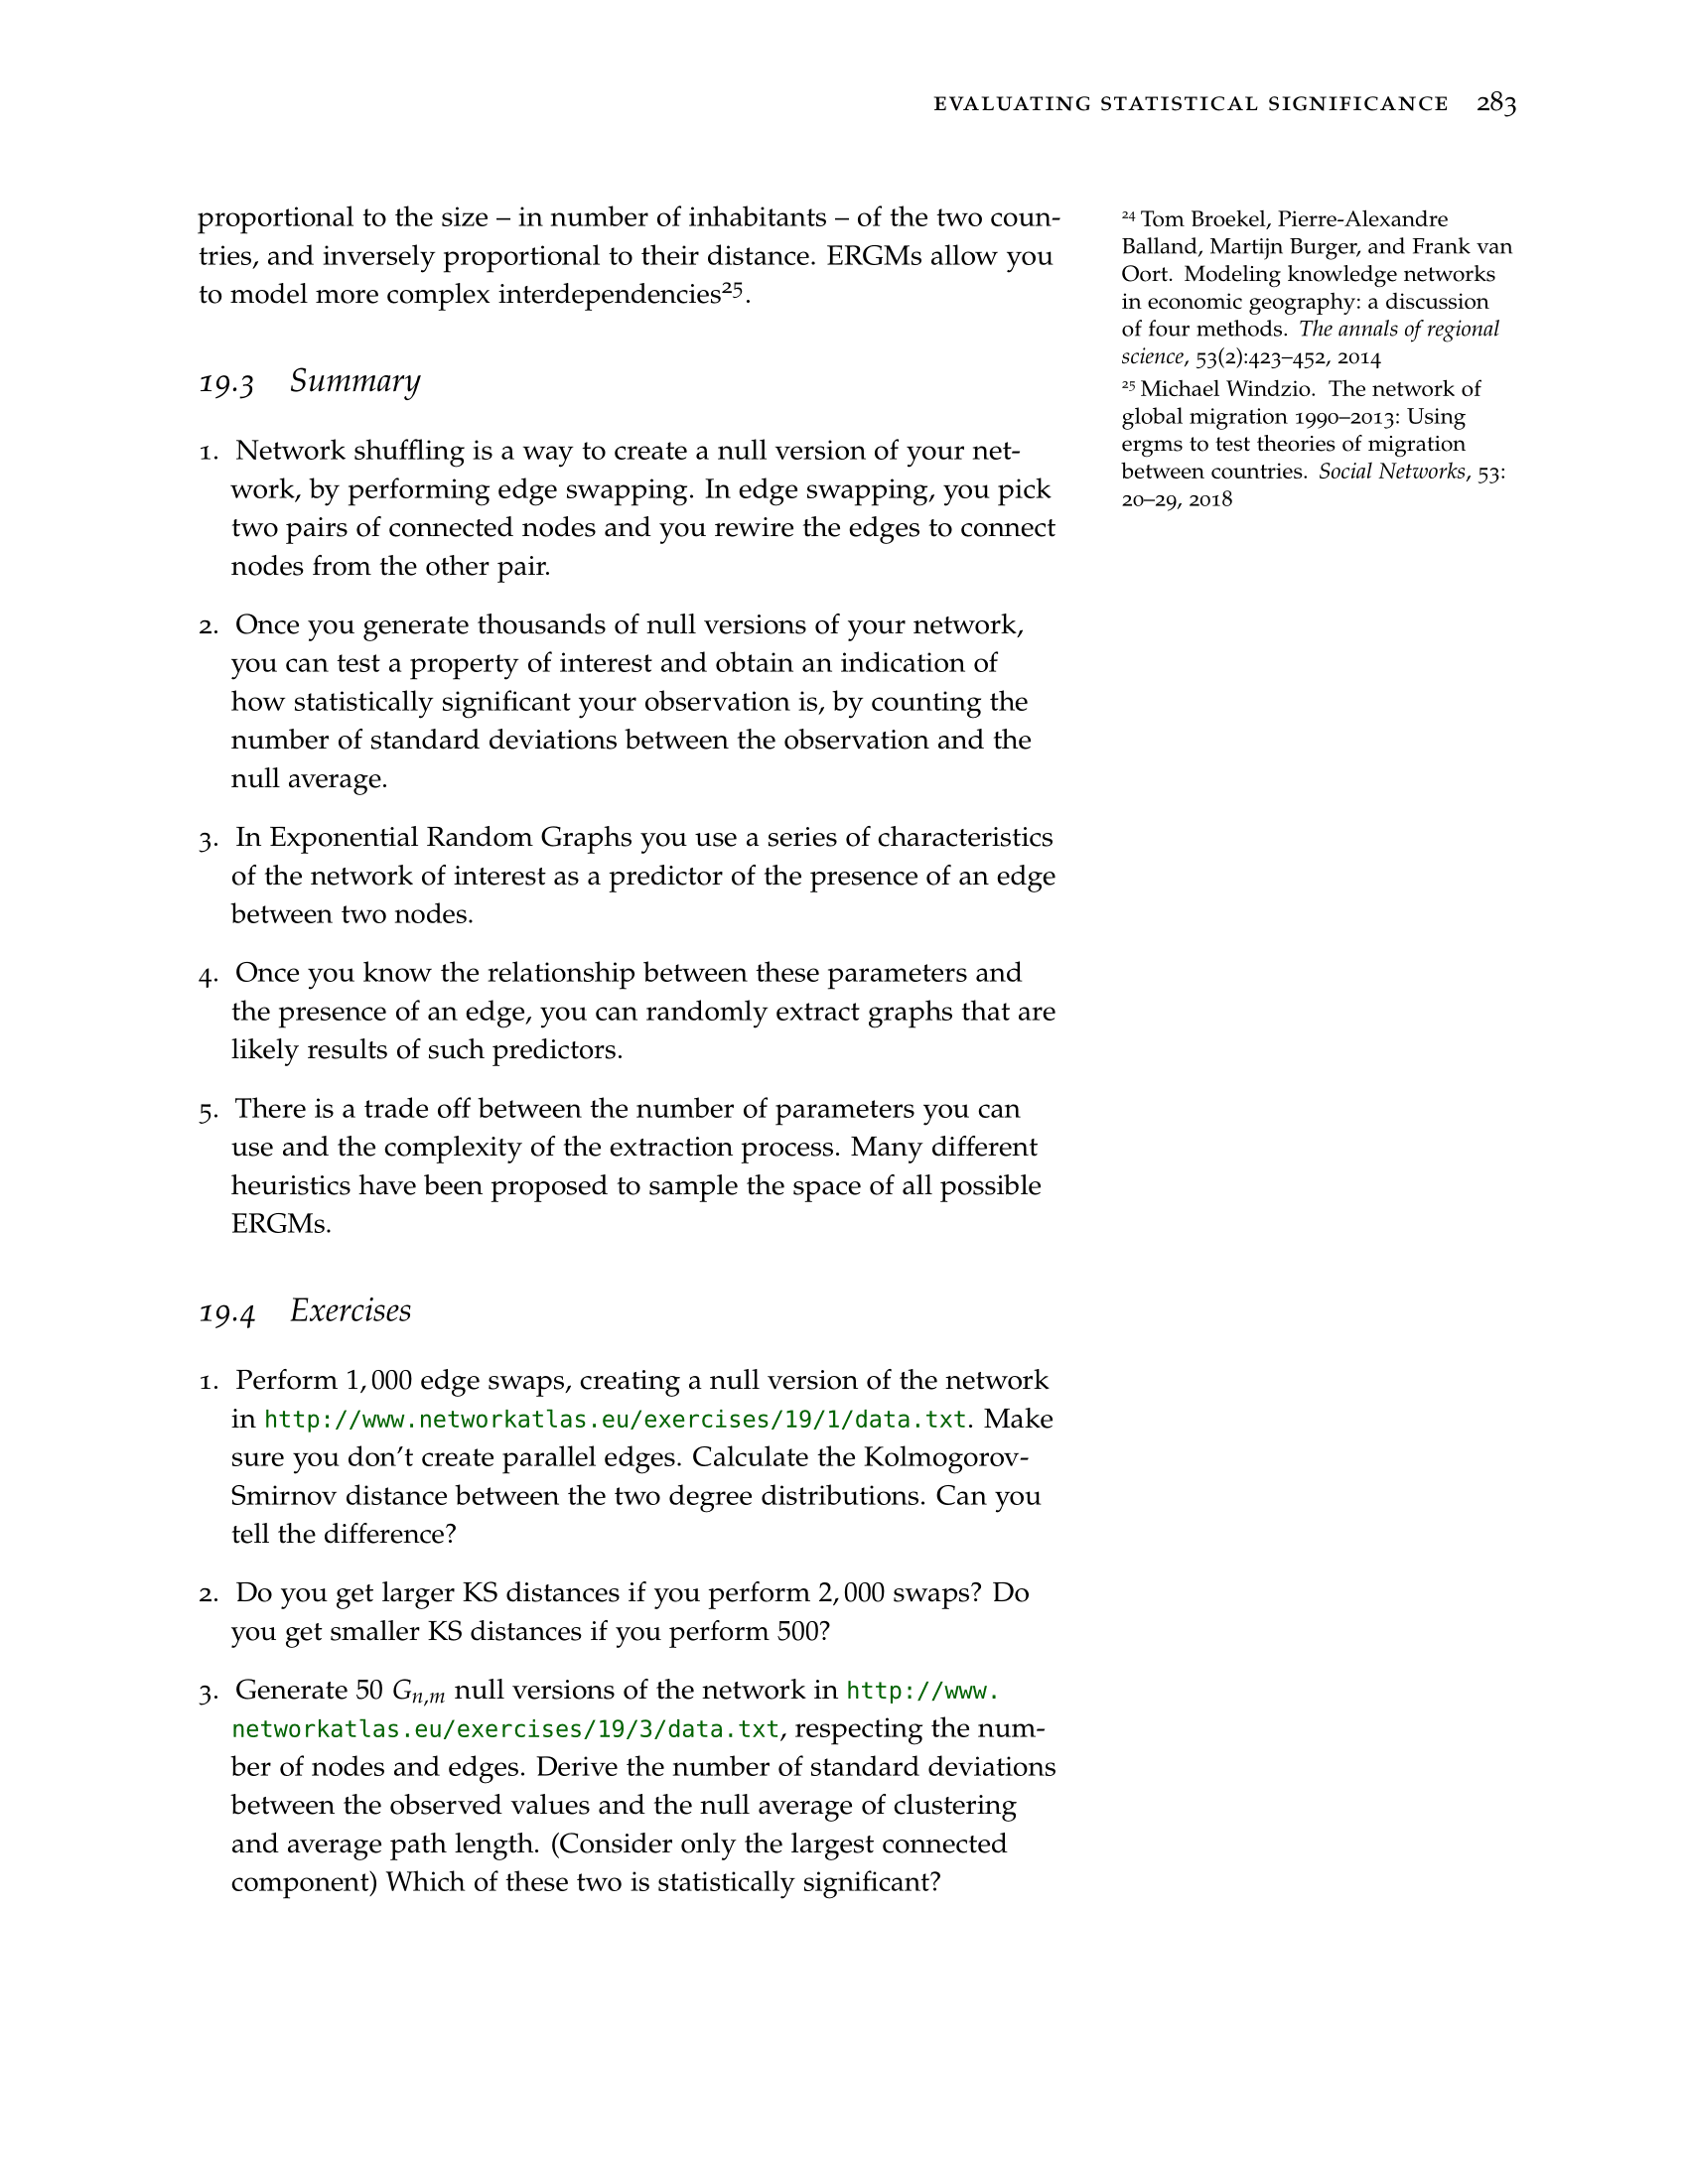 EVALUATING STATISTICAL SIGNIFICANCE 283
proportional to the size – in number of inhabitants – of the two coun-
tries, and inversely proportional to their distance. ERGMs allow you
to model more complex interdependencies²⁵.
19.3 Summary
1. Network shuffling is a way to create a null version of your net-
work, by performing edge swapping. In edge swapping, you pick
two pairs of connected nodes and you rewire the edges to connect
nodes from the other pair.
2. Once you generate thousands of null versions of your network,
you can test a property of interest and obtain an indication of
how statistically significant your observation is, by counting the
number of standard deviations between the observation and the
null average.
3. In Exponential Random Graphs you use a series of characteristics
of the network of interest as a predictor of the presence of an edge
between two nodes.
4. Once you know the relationship between these parameters and
the presence of an edge, you can randomly extract graphs that are
likely results of such predictors.
5. There is a trade off between the number of parameters you can
use and the complexity of the extraction process. Many different
heuristics have been proposed to sample the space of all possible
ERGMs.
19.4 Exercises
1. Perform 1, 000 edge swaps, creating a null version of the network
in http://www.networkatlas.eu/exercises/19/1/data.txt. Make
sure you don't create parallel edges. Calculate the Kolmogorov-
Smirnov distance between the two degree distributions. Can you
tell the difference?
2. Do you get larger KS distances if you perform 2, 000 swaps? Do
you get smaller KS distances if you perform 500?
3. Generate 50 Gn,m null versions of the network in http://www.
networkatlas.eu/exercises/19/3/data.txt, respecting the num-
ber of nodes and edges. Derive the number of standard deviations
between the observed values and the null average of clustering
and average path length. (Consider only the largest connected
component) Which of these two is statistically significant?
²⁴ Tom Broekel, Pierre-Alexandre
Balland, Martijn Burger, and Frank van
Oort. Modeling knowledge networks
in economic geography: a discussion
of four methods. The annals of regional
science, 53(2):423–452, 2014
²⁵ Michael Windzio. The network of
global migration 1990–2013: Using
ergms to test theories of migration
between countries. Social Networks, 53:
20–29, 2018